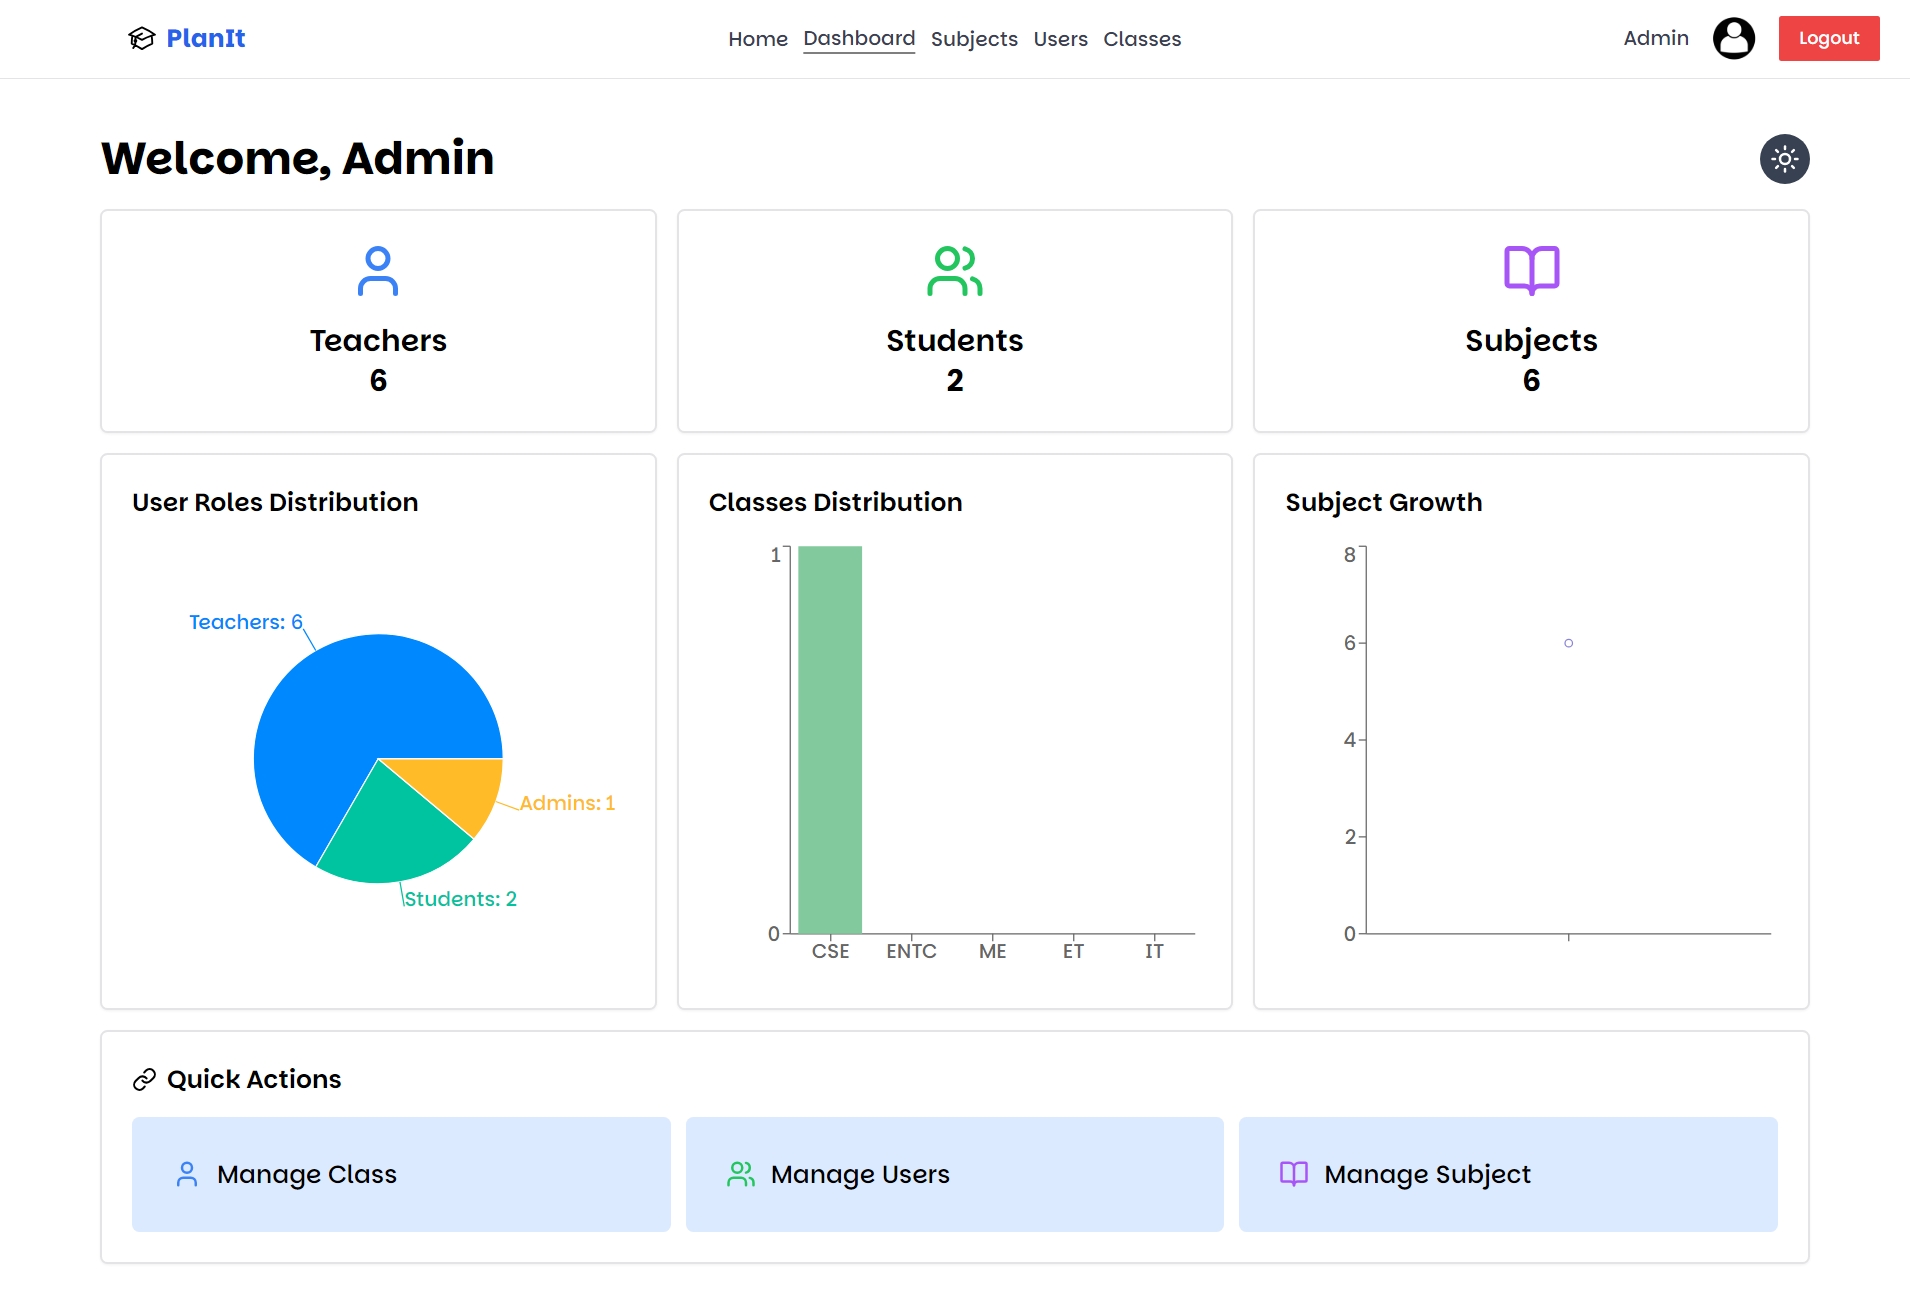 PlanIt
Home Dashboard Subjects Users Classes
Admin
Logout
Welcome, Admin
Teachers
6
Students
2
Subjects
6
User Roles Distribution
Teachers: 6
Admins: 1
Students: 2
Classes Distribution
1
0
CSE ENTC ME ET IT
Subject Growth
8
6
4
2
0
Quick Actions
Manage Class
Manage Users
Manage Subject